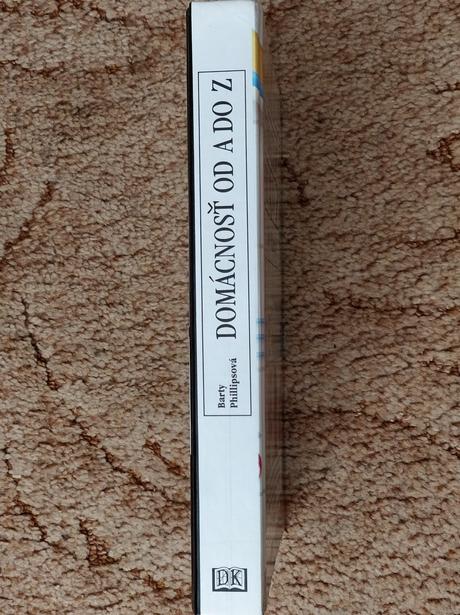 Barty
Phillipsová
DOMÁCNOSŤ OD A DO Z
DK